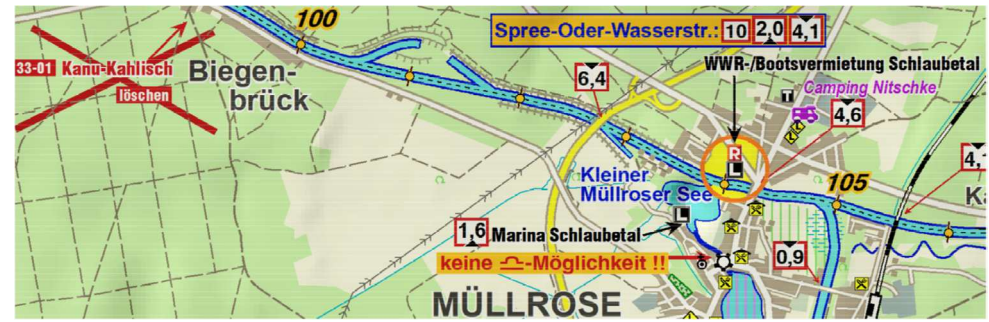 100
Spree-Oder-Wasserstr.: 10 2,0 4,1
33-01 Kanu-Kahlisch
löschen
Biegen-
brück
6,4
WWR-/Bootsvermietung Schlaubetal
Camping Nitschke
T
4,6
R
L
4,
Kleiner
Müllroser See
105
L
1,6 Marina Schlaubetal
keine -Möglichkeit !!
0,9
MÜLLROSE